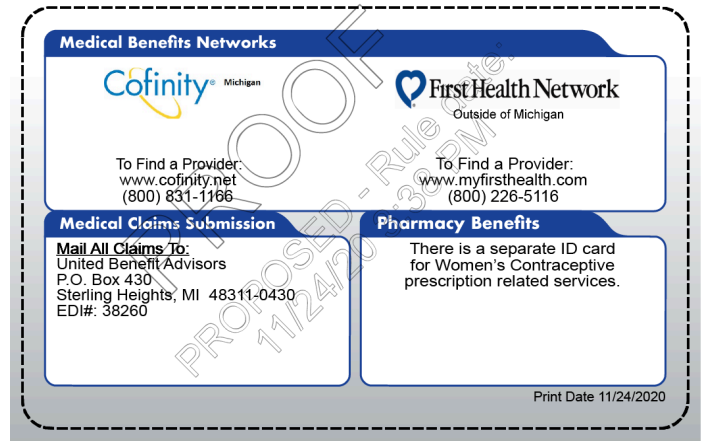 Medical Benefits Networks
Cofinity® Michigan
To Find a Provider:
www.cofinity.net
(800) 831-1166
First Health Network
Outside of Michigan
To Find a Provider:
www.myfirsthealth.com
(800) 226-5116
Medical Claims Submission
Mail All Claims To:
United Benefit Advisors
P.O. Box 430
Sterling Heights, MI  48311-0430
EDI#: 38260
Pharmacy Benefits
There is a separate ID card
for Women's Contraceptive
prescription related services.
Print Date 11/24/2020
PROOF
PROPOSED - Rule date:
11/24/20 3:38 PM